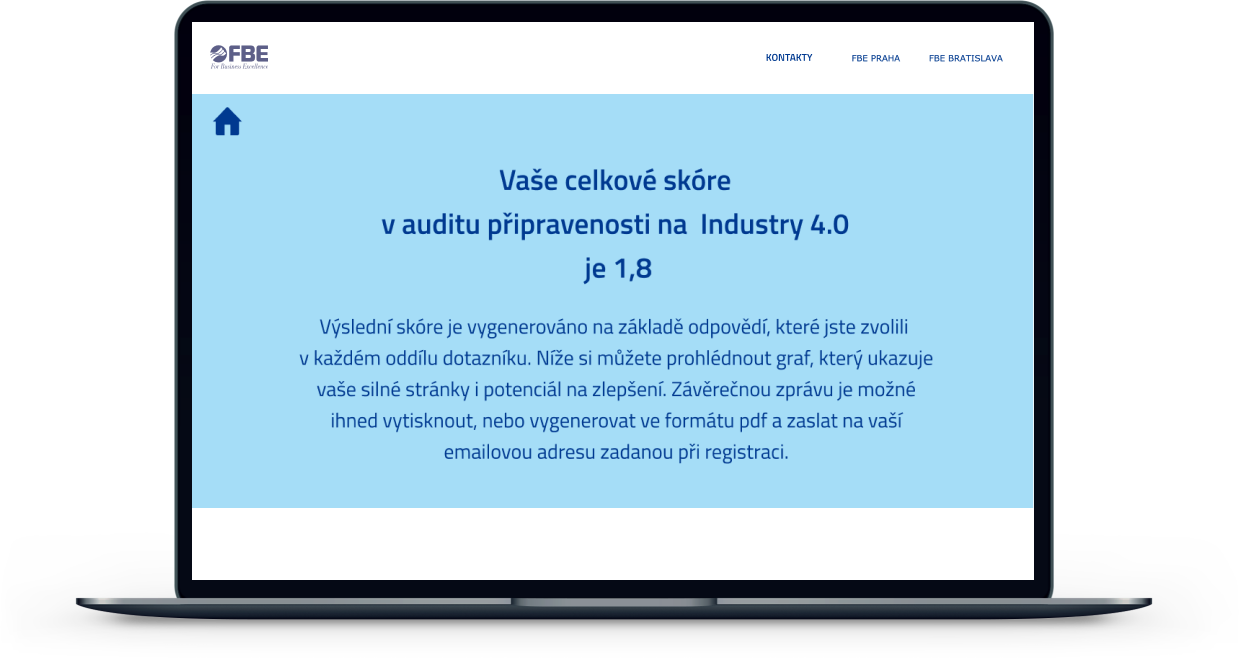 FBE
For Business Excellence
KONTAKTY FBE PRAHA FBE BRATISLAVA
Vaše celkové skóre
v auditu připravenosti na Industry 4.0
je 1,8
Výslední skóre je vygenerováno na základě odpovědí, které jste zvolili
v každém oddílu dotazníku. Níže si můžete prohlédnout graf, který ukazuje
vaše silné stránky i potenciál na zlepšení. Závěrečnou zprávu je možné
ihned vytisknout, nebo vygenerovat ve formátu pdf a zaslat na vaší
emailovou adresu zadanou při registraci.